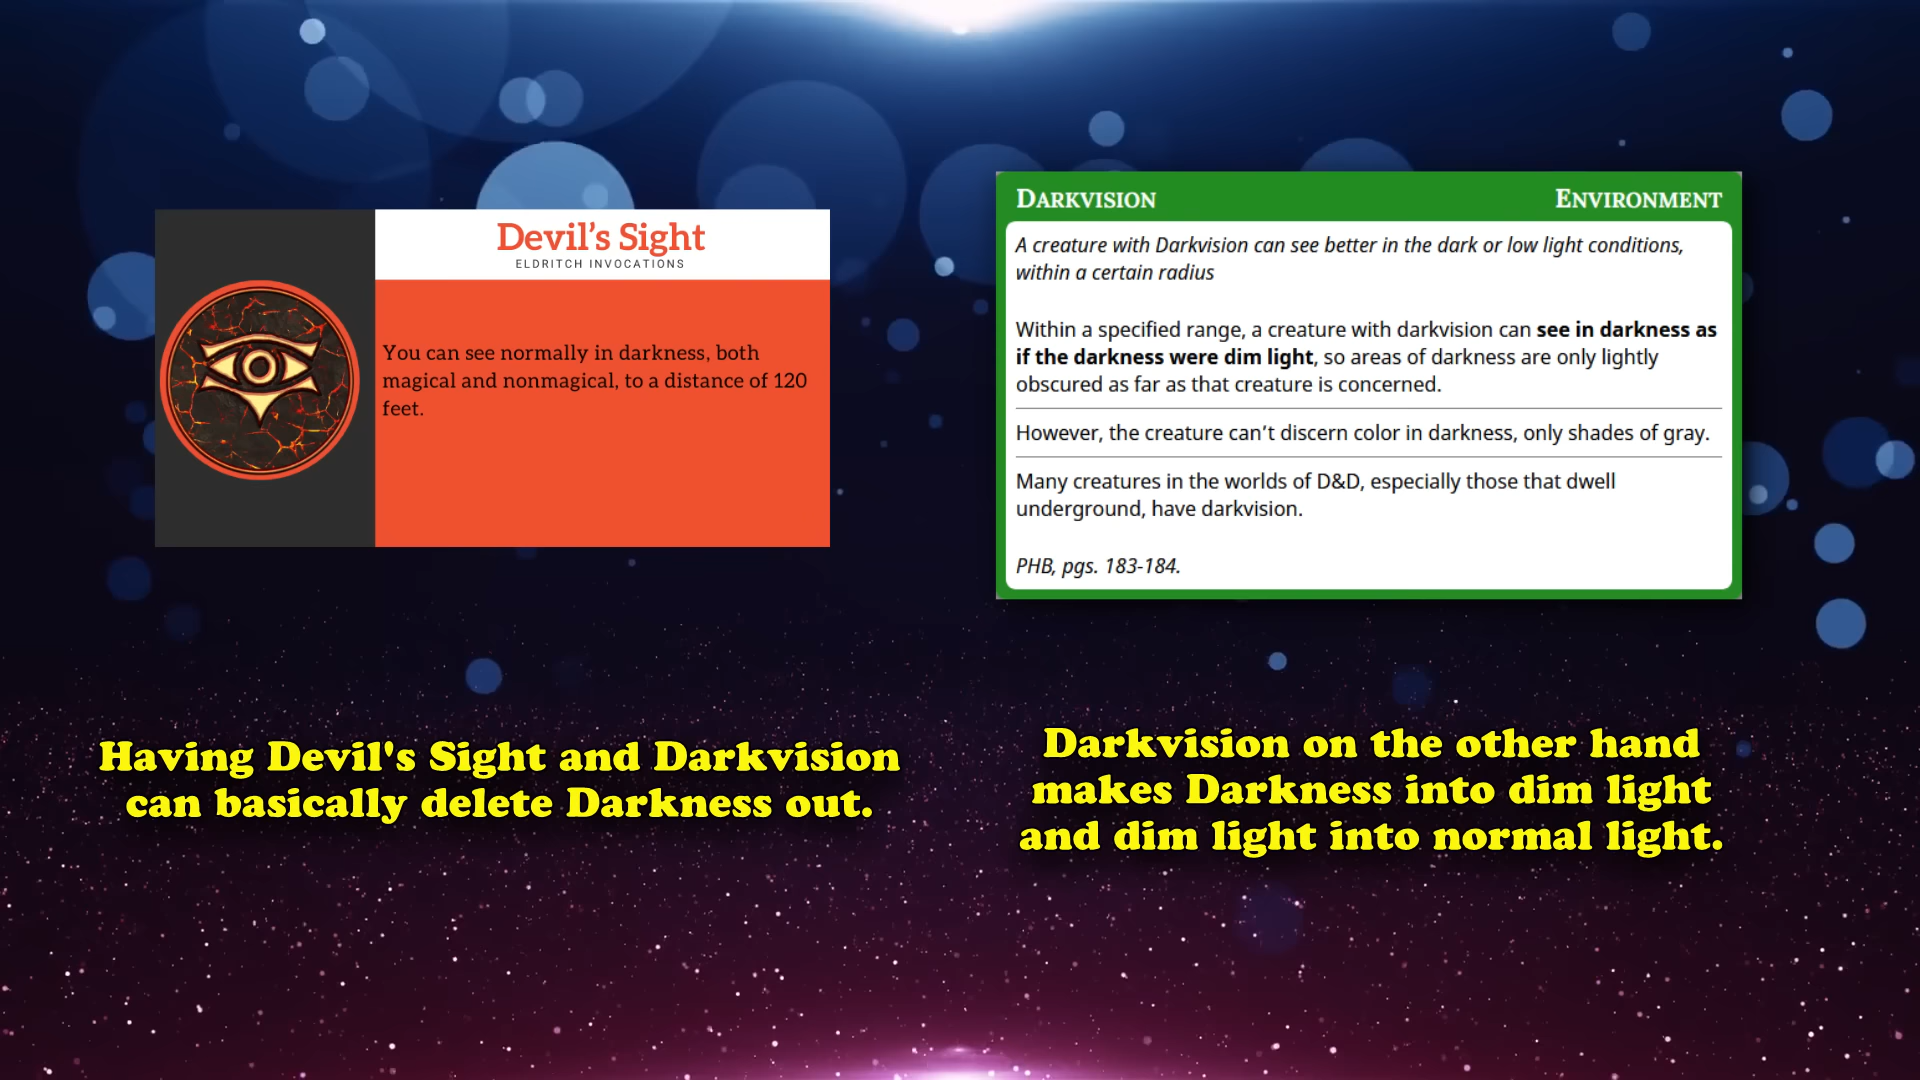 Devil's Sight
ELDRITCH INVOCATIONS
You can see normally in darkness, both
magical and nonmagical, to a distance of 120
feet.
DARKVISION
ENVIRONMENT
A creature with Darkvision can see better in the dark or low light conditions,
within a certain radius
Within a specified range, a creature with darkvision can see in darkness as
if the darkness were dim light, so areas of darkness are only lightly
obscured as far as that creature is concerned.
However, the creature can't discern color in darkness, only shades of gray.
Many creatures in the worlds of D&D, especially those that dwell
underground, have darkvision.
PHB, pgs. 183-184.
Having Devil's Sight and Darkvision
can basically delete Darkness out.
Darkvision on the other hand
makes Darkness into dim light
and dim light into normal light.